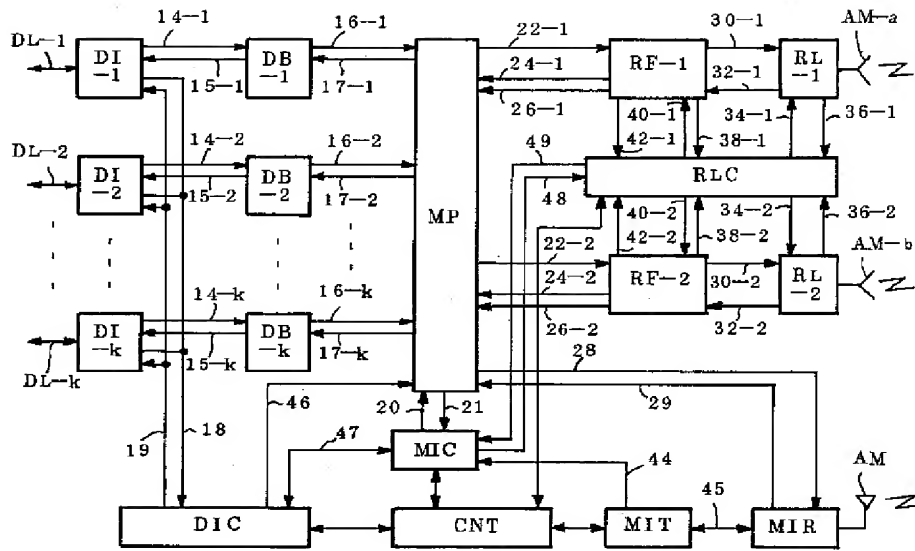 14—1 16—1 22—1 30—1 AM—a
DL—1 DI —1 DB —1 24—1 RF—1 32—1 RL —1
15—1 17—1 26—1 40—1 34—1 36—1
14—2 16—2 42—1 38—1
DL—2 DI —2 DB —2 MP 49 RLC
15—2 17—2 48 40—2 34—2 36—2
42—2 38—2 AM—b
22—2 RF—2 30—2 RL —2
14—k 16—k 24—2
DI —k DB —k 26—2 32—2
15—k 17—k 28
DL—k 46 20 21 29
19 18 47 MIC 44 AM
45
DIC CNT MIT MIR